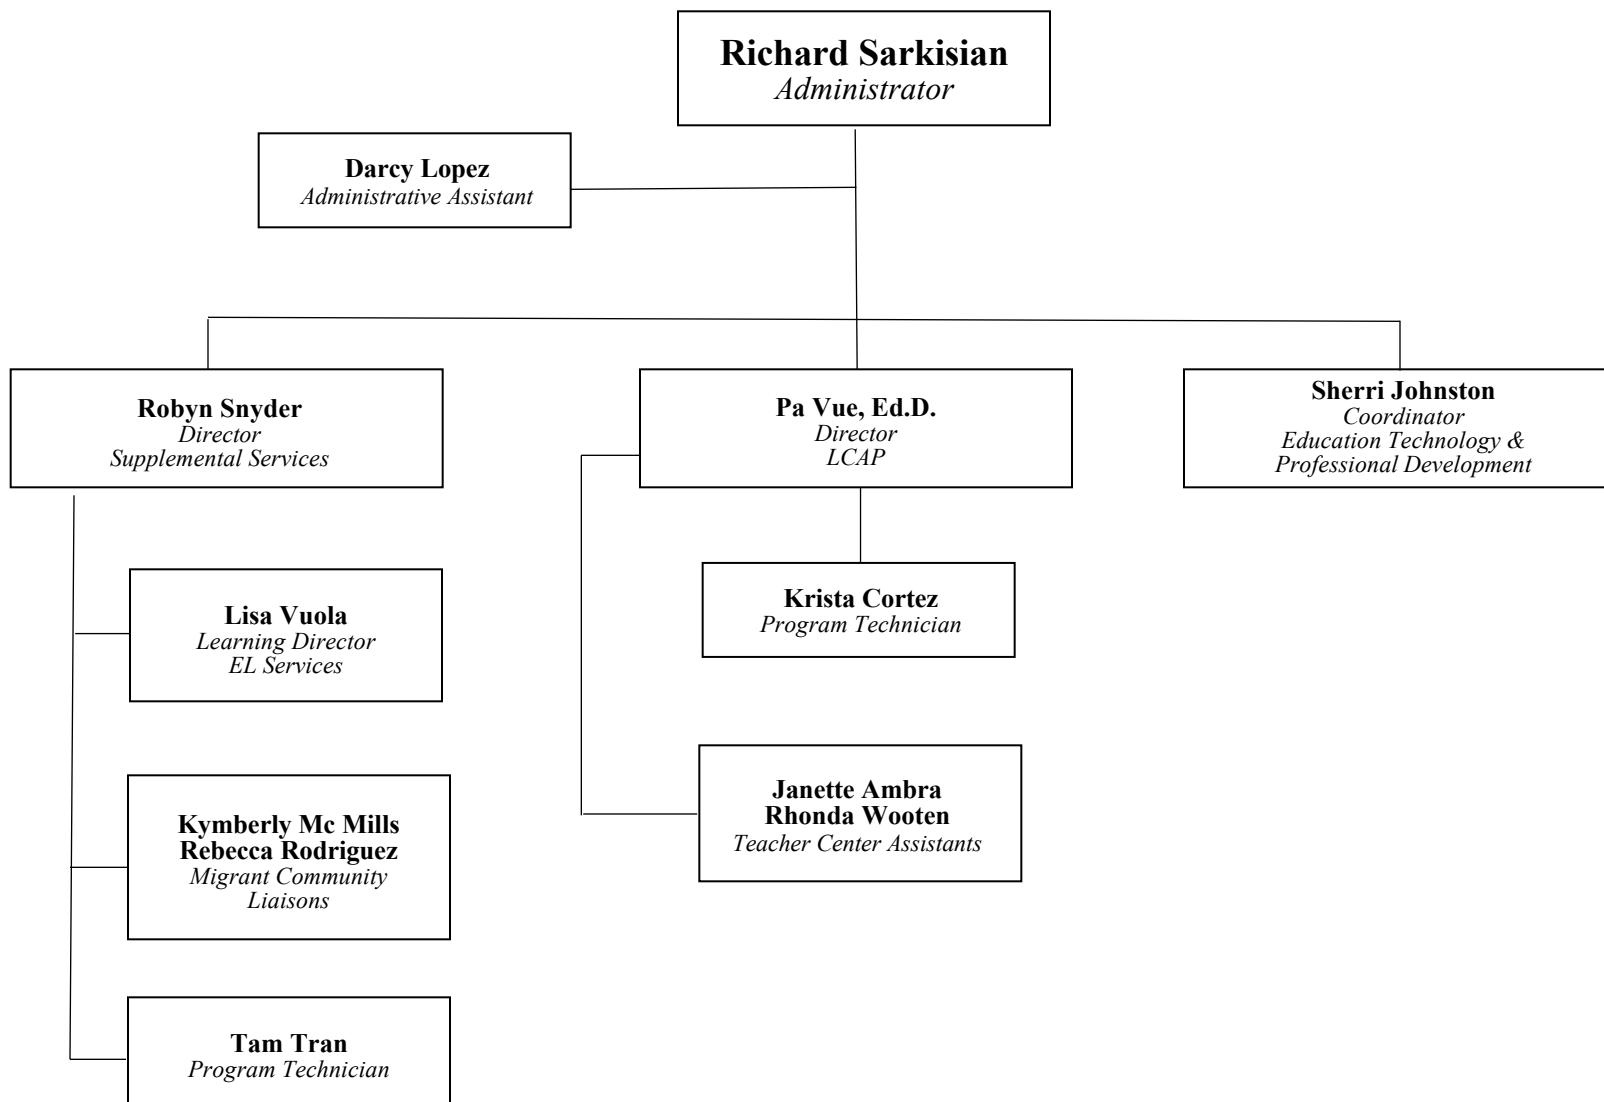 Richard Sarkisian
Administrator
Darcy Lopez
Administrative Assistant
Robyn Snyder
Director
Supplemental Services
Pa Vue, Ed.D.
Director
LCAP
Sherri Johnston
Coordinator
Education Technology &
Professional Development
Lisa Vuola
Learning Director
EL Services
Krista Cortez
Program Technician
Kymberly Mc Mills
Rebecca Rodriguez
Migrant Community
Liaisons
Janette Ambra
Rhonda Wooten
Teacher Center Assistants
Tam Tran
Program Technician